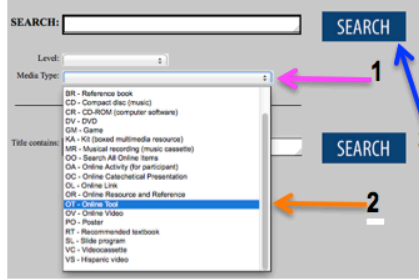 SEARCH:
SEARCH
Level:
Media Type:
1
BR - Reference book
CD - Compact disc (music)
CR - CD-ROM (computer software)
DV - DVD
GM - Game
KA - Kit (boxed multimedia resource)
MR - Musical recording (music cassette)
OO - Search All Online Items
OA - Online Activity (for participant)
OC - Online Catechetical Presentation
OL - Online Link
OR - Online Resource and Reference
OT - Online Tool
OV - Online Video
PO - Poster
RT - Recommended textbook
SL - Slide program
VC - Videocassette
VS - Hispanic video
Title contains:
SEARCH
2